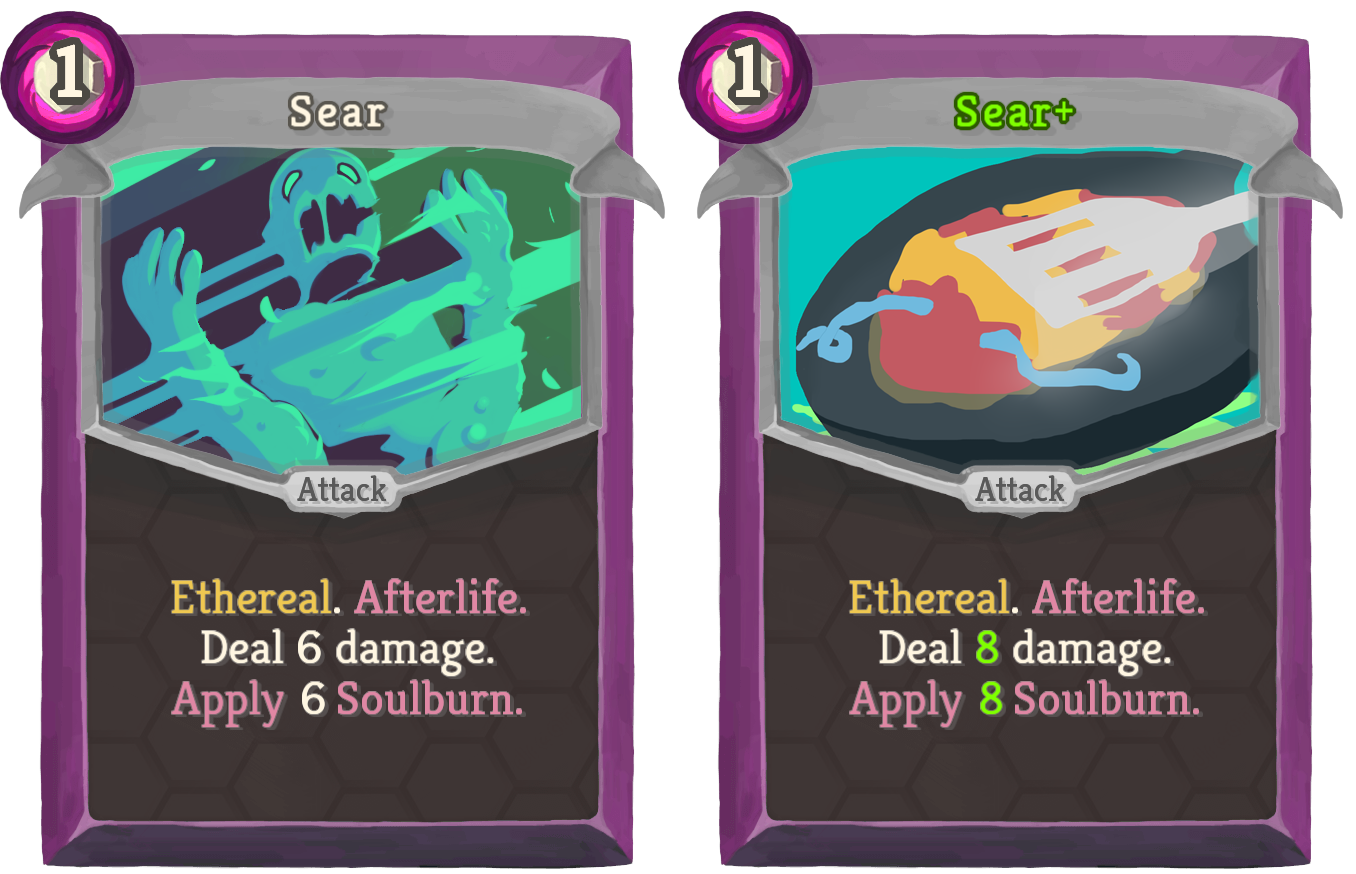 1
Sear
Attack
Ethereal. Afterlife.
Deal 6 damage.
Apply 6 Soulburn.
1
Sear+
Attack
Ethereal. Afterlife.
Deal 8 damage.
Apply 8 Soulburn.